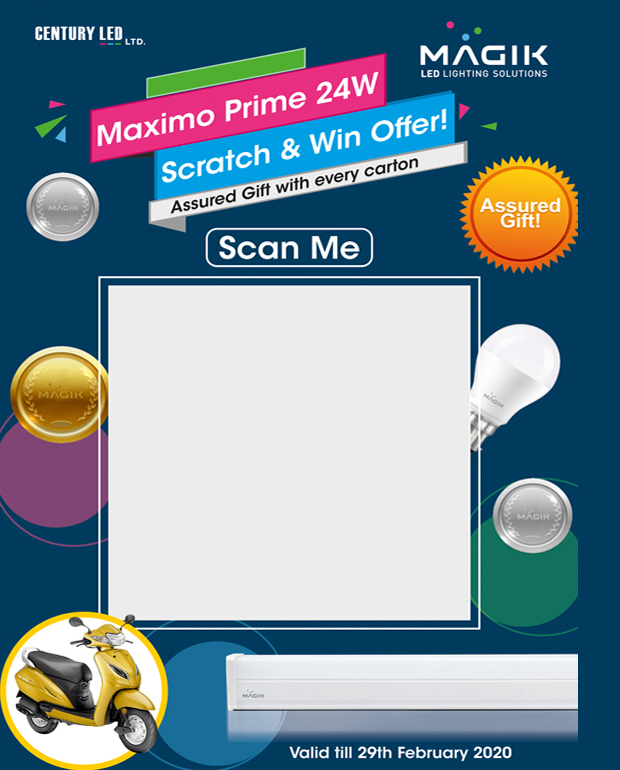 CENTURY LED LTD.
MAGIK
LED LIGHTING SOLUTIONS
Maximo Prime 24W
Scratch & Win Offer!
Assured Gift with every carton
MAGIK
Assured
Gift!
Scan Me
MAGIK
MAGIK
MAGIK
MAGIK
Valid till 29th February 2020